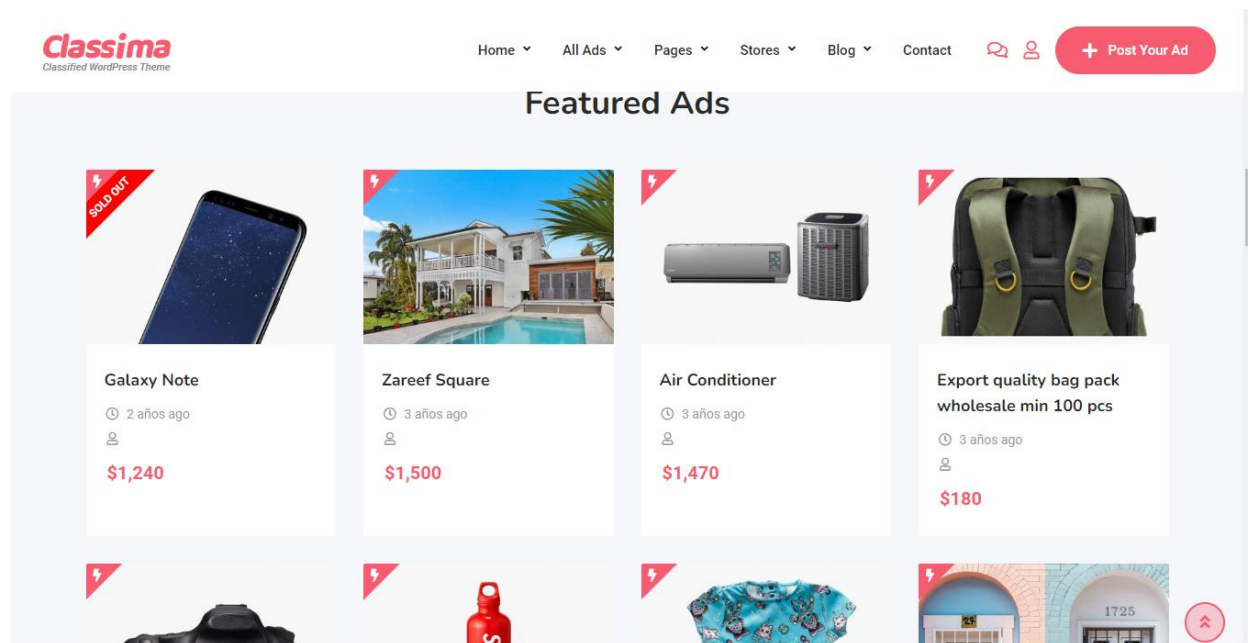 Classima
Classified WordPress Theme
Home
All Ads
Pages
Stores
Blog
Contact
Post Your Ad
Featured Ads
SOLD OUT
Galaxy Note
2 años ago
$1,240
Zareef Square
3 años ago
$1,500
Air Conditioner
3 años ago
$1,470
Export quality bag pack
wholesale min 100 pcs
3 años ago
$180
1725